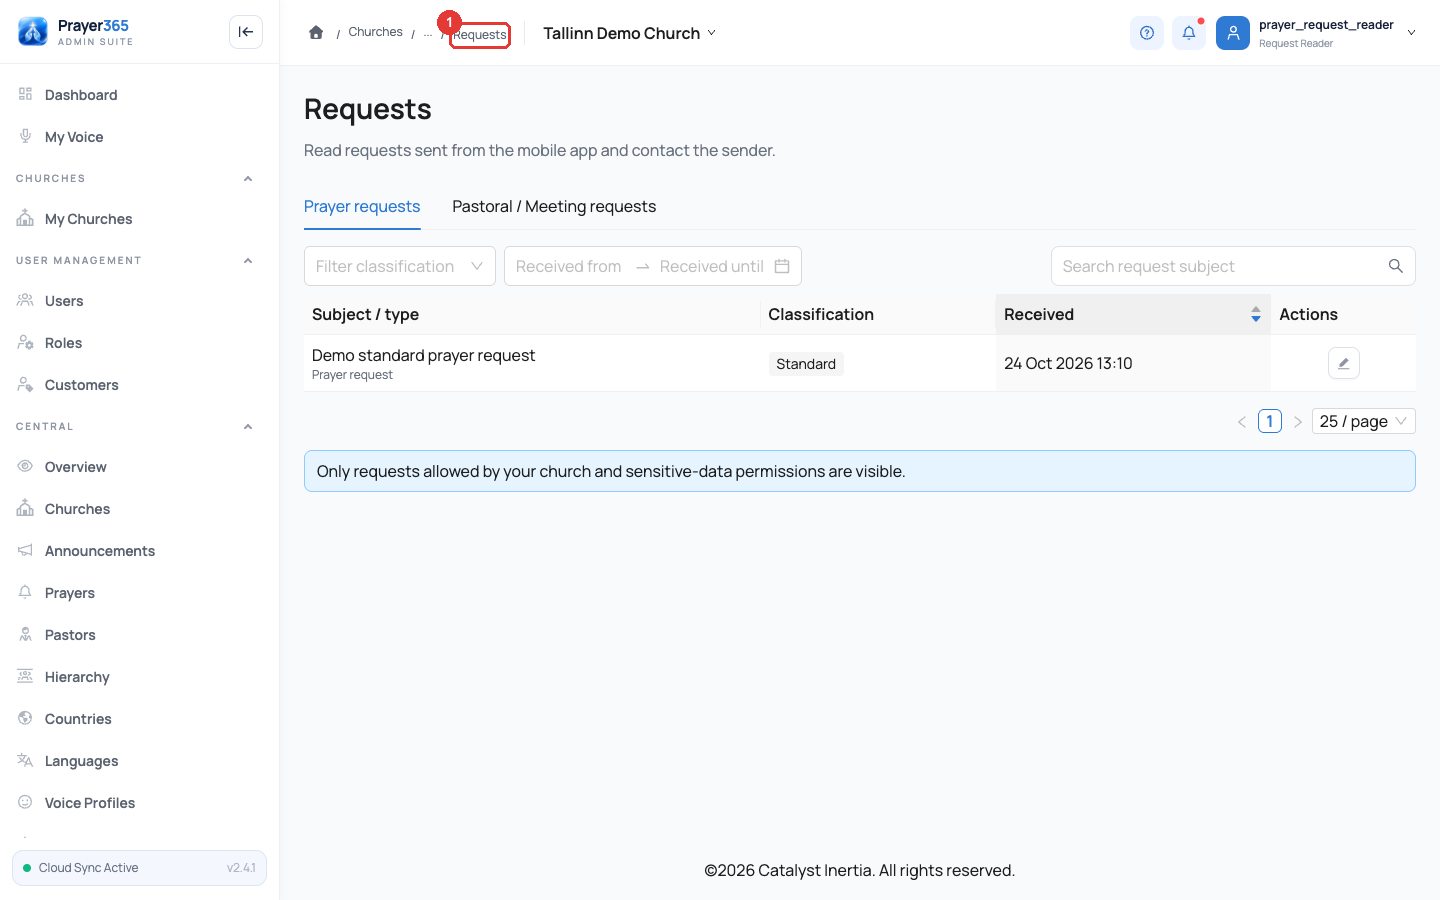 Prayer365
ADMIN SUITE
Dashboard
My Voice
CHURCHES
My Churches
USER MANAGEMENT
Users
Roles
Customers
CENTRAL
Overview
Churches
Announcements
Prayers
Pastors
Hierarchy
Countries
Languages
Voice Profiles
Cloud Sync Active v2.4.1
/ Churches / ... / Requests
1
Tallinn Demo Church
prayer_request_reader
Request Reader
Requests
Read requests sent from the mobile app and contact the sender.
Prayer requests Pastoral / Meeting requests
Filter classification Received from → Received until Search request subject
Subject / type Classification Received Actions
Demo standard prayer request
Prayer request
Standard 24 Oct 2026 13:10
1 25 / page
Only requests allowed by your church and sensitive-data permissions are visible.
©2026 Catalyst Inertia. All rights reserved.